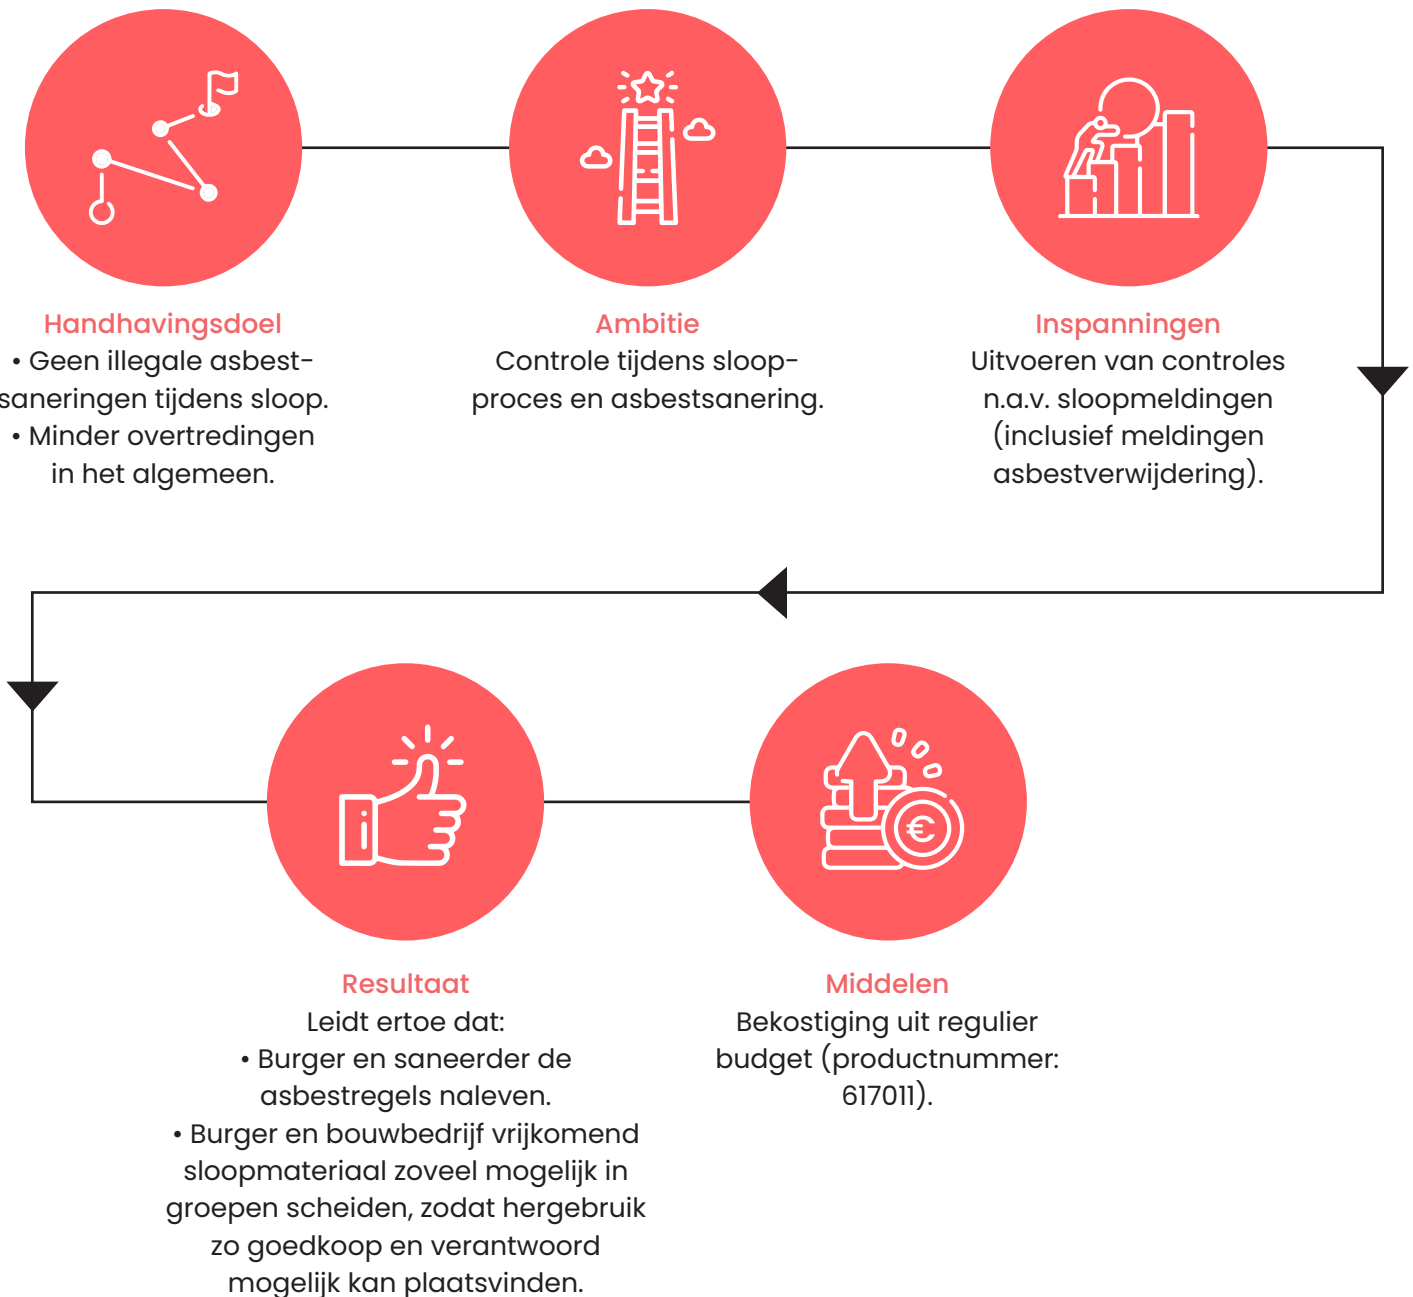 Handhavingsdoel
• Geen illegale asbest-
saneringen tijdens sloop.
• Minder overtredingen
in het algemeen.
Ambitie
Controle tijdens sloop-
proces en asbestsanering.
Inspanningen
Uitvoeren van controles
n.a.v. sloopmeldingen
(inclusief meldingen
asbestverwijdering).
Resultaat
Leidt ertoe dat:
• Burger en saneerder de
asbestregels naleven.
• Burger en bouwbedrijf vrijkomend
sloopmateriaal zoveel mogelijk in
groepen scheiden, zodat hergebruik
zo goedkoop en verantwoord
mogelijk kan plaatsvinden.
Middelen
Bekostiging uit regulier
budget (productnummer:
617011).
€